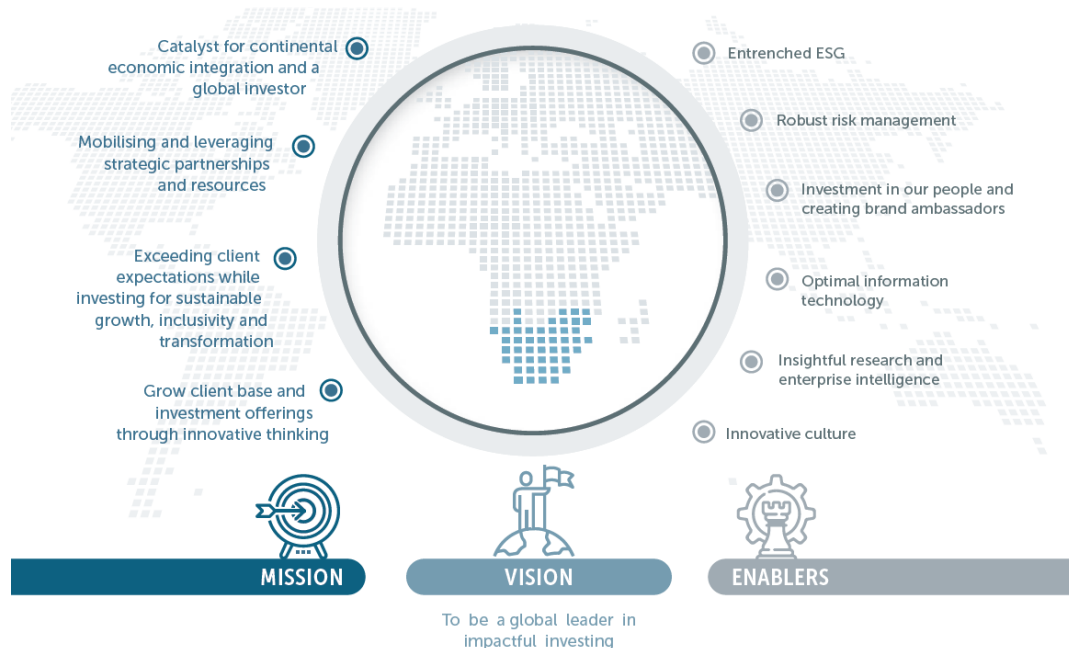 Catalyst for continental
economic integration and a
global investor
Mobilising and leveraging
strategic partnerships
and resources
Exceeding client
expectations while
investing for sustainable
growth, inclusivity and
transformation
Grow client base and
investment offerings
through innovative thinking
Entrenched ESG
Robust risk management
Investment in our people and
creating brand ambassadors
Optimal information
technology
Insightful research and
enterprise intelligence
Innovative culture
MISSION
VISION
ENABLERS
To be a global leader in
impactful investing